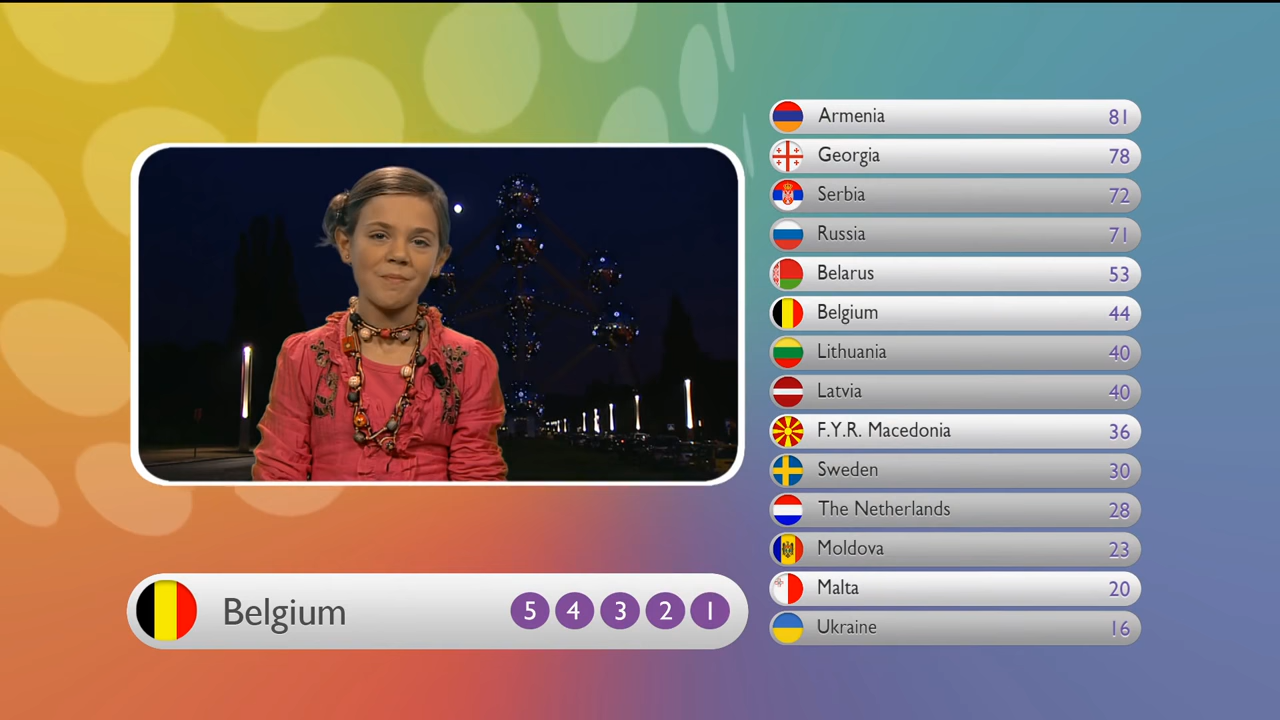 Armenia 81
Georgia 78
Serbia 72
Russia 71
Belarus 53
Belgium 44
Lithuania 40
Latvia 40
F.Y.R. Macedonia 36
Sweden 30
The Netherlands 28
Moldova 23
Malta 20
Ukraine 16
Belgium 5 4 3 2 1